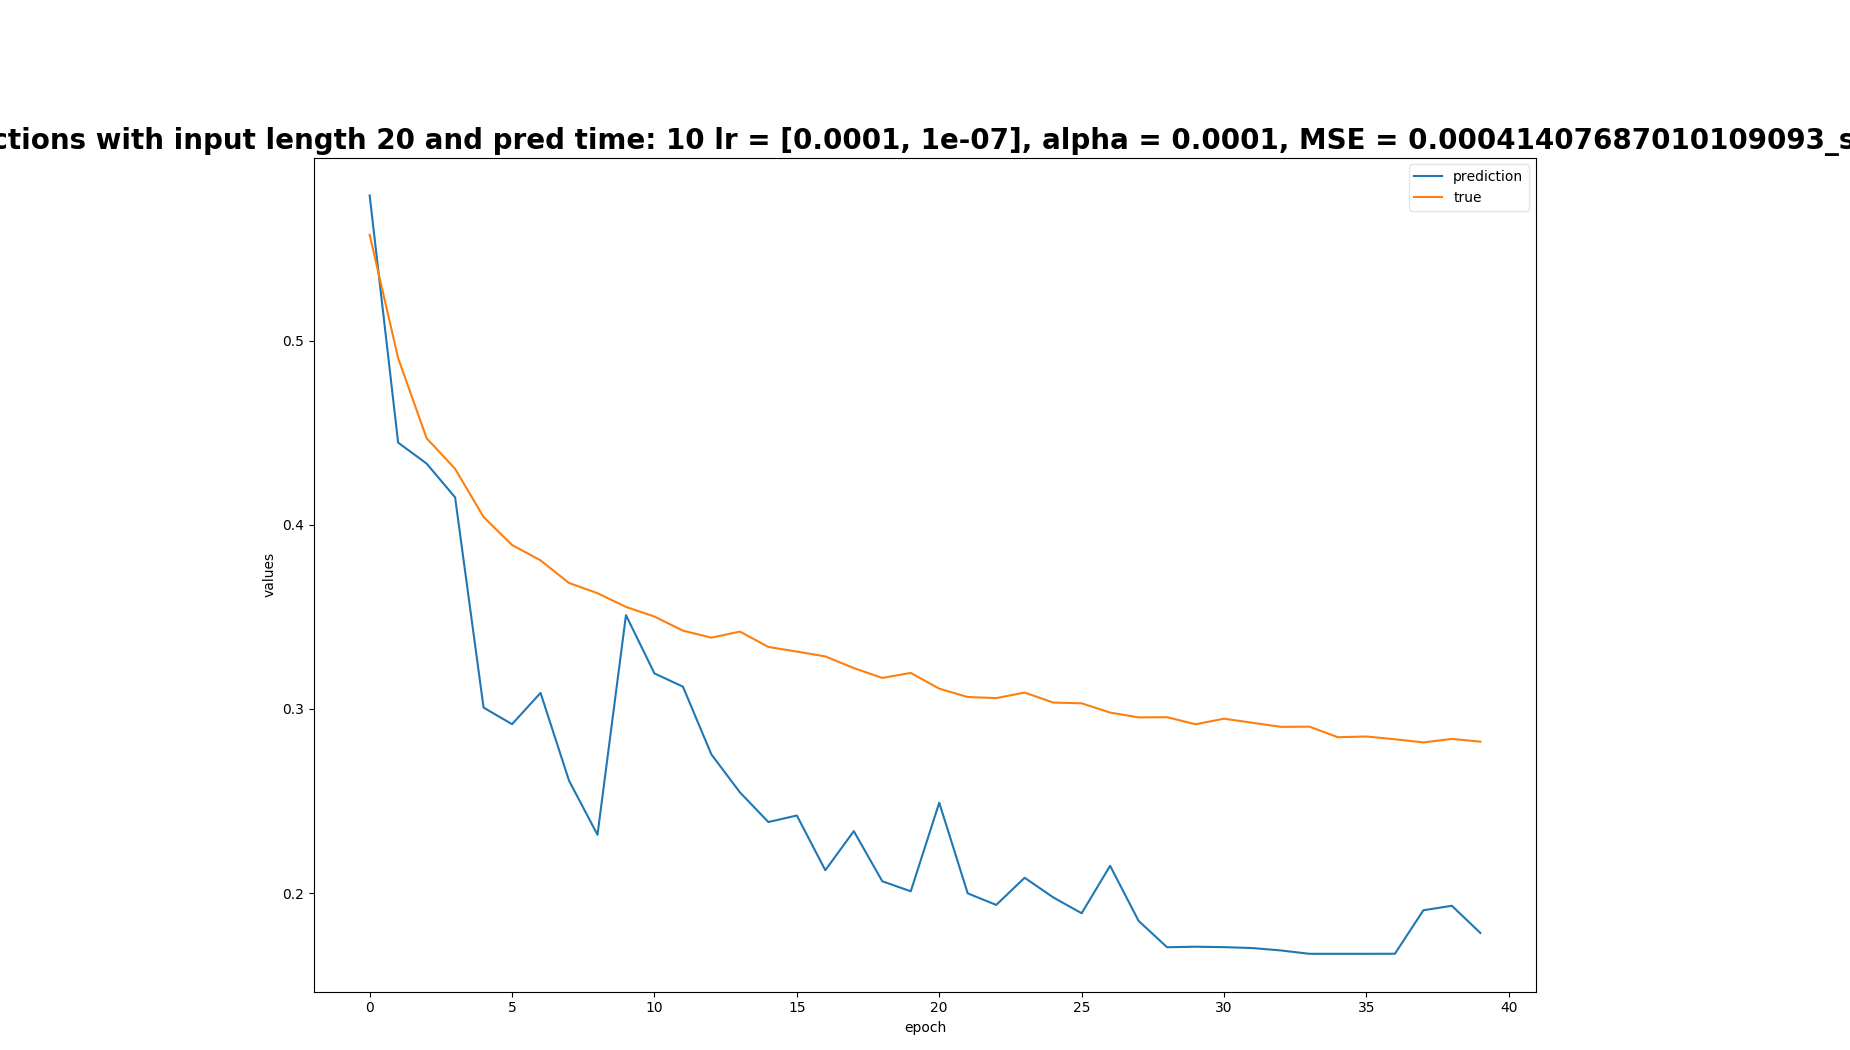 ctions with input length 20 and pred time: 10 lr = [0.0001, 1e-07], alpha = 0.0001, MSE = 0.00041407687010109093_s
prediction
true
0.5
0.4
0.3
0.2
values
0 5 10 15 20 25 30 35 40
epoch